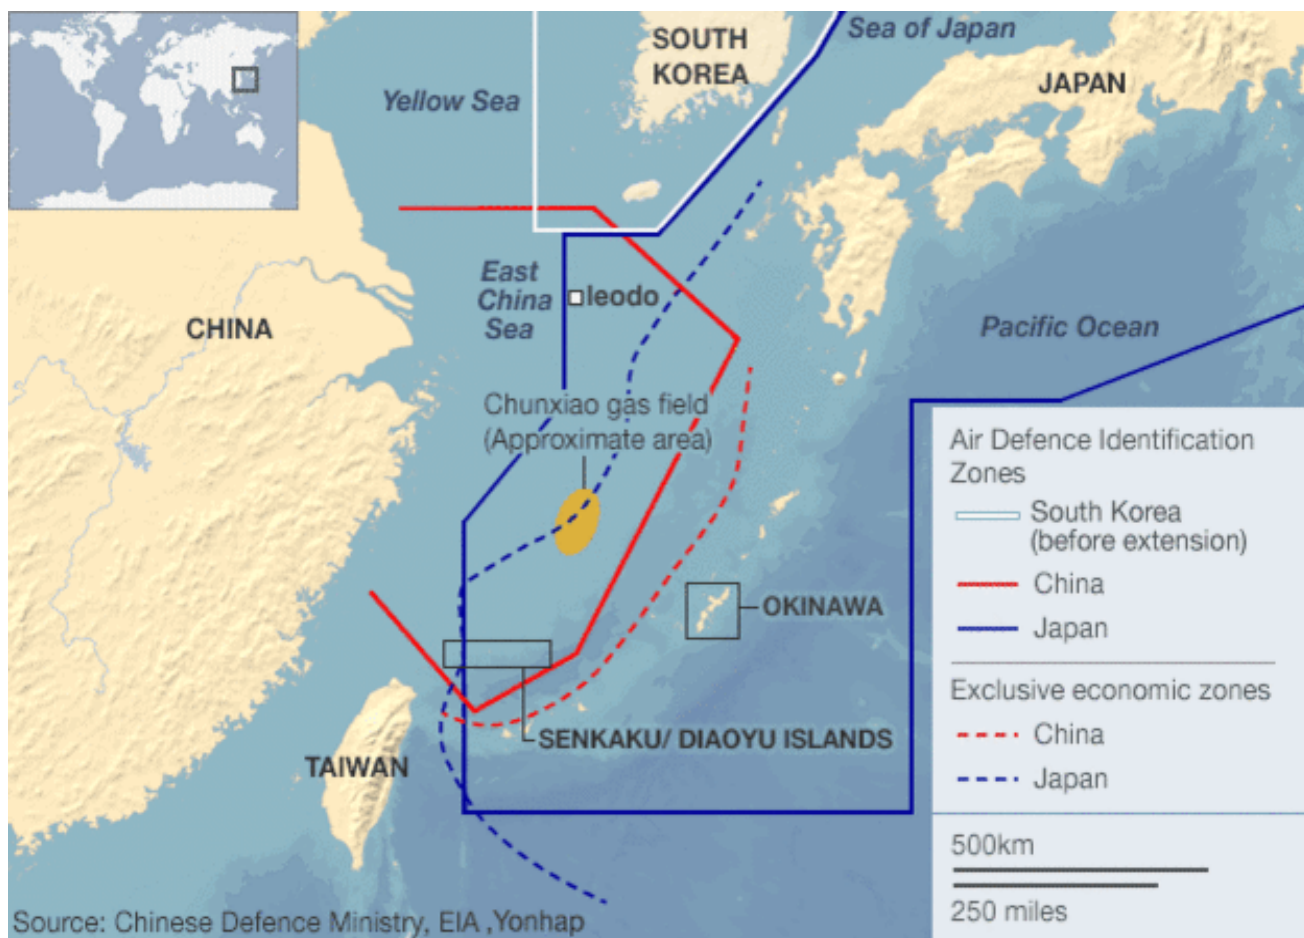 SOUTH
KOREA
Sea of Japan
JAPAN
Yellow Sea
East
China
Sea
Ieodo
CHINA
Pacific Ocean
Chunxiao gas field
(Approximate area)
OKINAWA
SENKAKU/ DIAOYU ISLANDS
TAIWAN
Air Defence Identification
Zones
South Korea
(before extension)
China
Japan
Exclusive economic zones
China
Japan
500km
250 miles
Source: Chinese Defence Ministry, EIA ,Yonhap